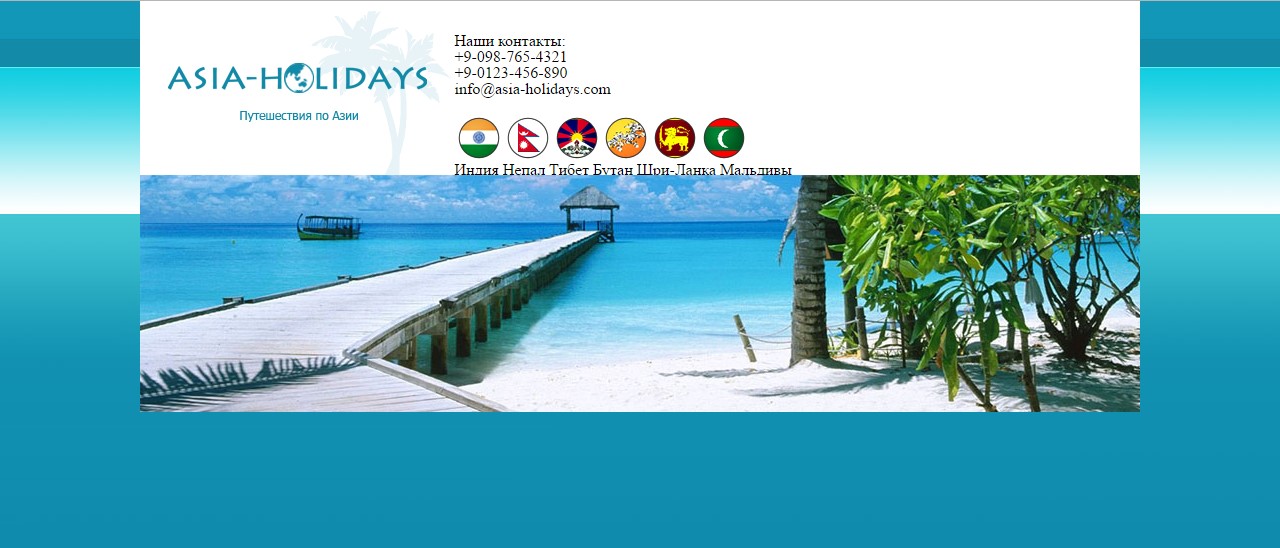 ASIA-HOLIDAYS
Путешествия по Азии
Наши контакты:
+9-098-765-4321
+9-0123-456-890
info@asia-holidays.com
Индия Непал Тибет Бутан Шри-Ланка Мальдивы